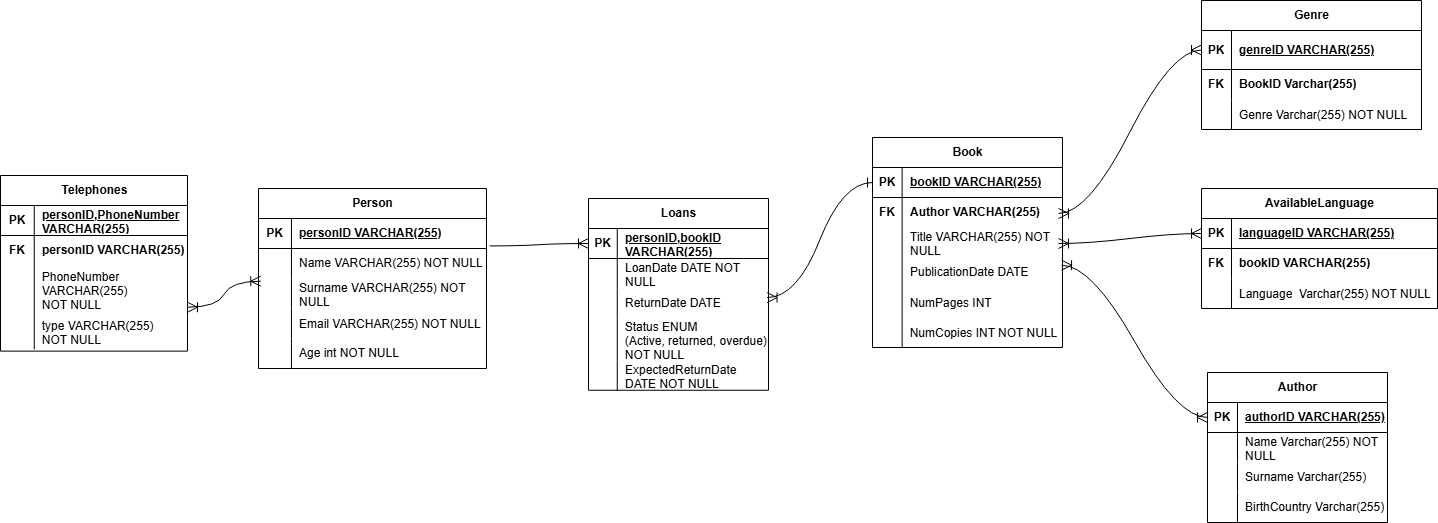 Telephones
PK
personID,PhoneNumber
VARCHAR(255)
FK
personID VARCHAR(255)
PhoneNumber
VARCHAR(255)
NOT NULL
type VARCHAR(255)
NOT NULL
Person
PK
personID VARCHAR(255)
Name VARCHAR(255) NOT NULL
Surname VARCHAR(255) NOT
NULL
Email VARCHAR(255) NOT NULL
Age int NOT NULL
Loans
PK
personID,bookID
VARCHAR(255)
LoanDate DATE NOT
NULL
ReturnDate DATE
Status ENUM
(Active, returned, overdue)
NOT NULL
ExpectedReturnDate
DATE NOT NULL
Book
PK
bookID VARCHAR(255)
FK
Author VARCHAR(255)
Title VARCHAR(255) NOT
NULL
PublicationDate DATE
NumPages INT
NumCopies INT NOT NULL
Genre
PK
genreID VARCHAR(255)
FK
BookID Varchar(255)
Genre Varchar(255) NOT NULL
AvailableLanguage
PK
languageID VARCHAR(255)
FK
bookID VARCHAR(255)
Language Varchar(255) NOT NULL
Author
PK
authorID VARCHAR(255)
Name Varchar(255) NOT
NULL
Surname Varchar(255)
BirthCountry Varchar(255)